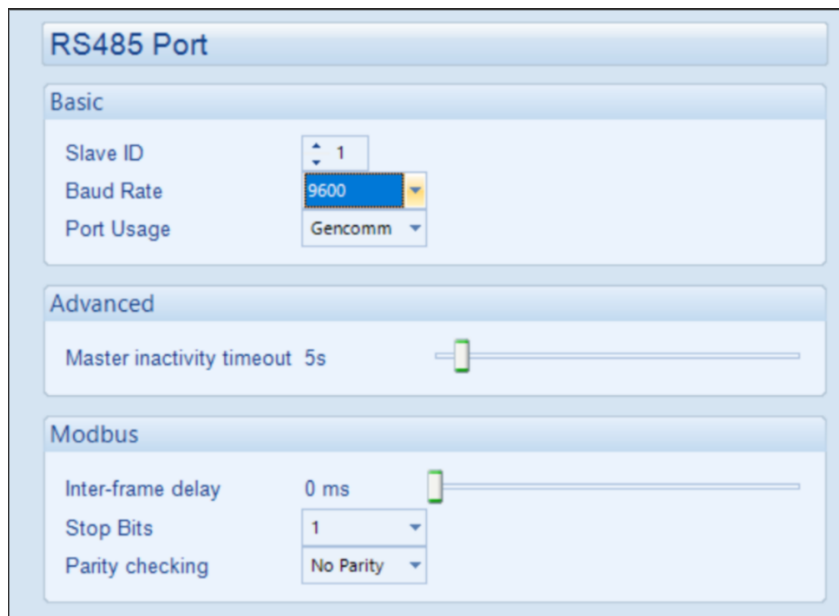 RS485 Port
Basic
Slave ID 1
Baud Rate 9600
Port Usage Gencomm
Advanced
Master inactivity timeout 5s
Modbus
Inter-frame delay 0 ms
Stop Bits 1
Parity checking No Parity